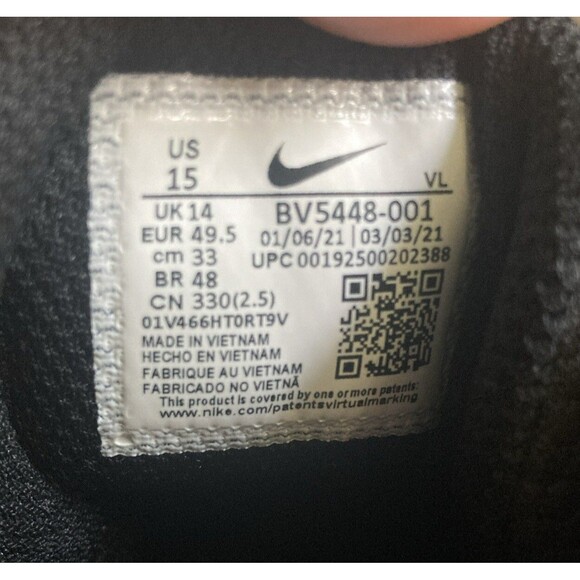 US
15
VL
UK 14
BV5448-001
EUR 49.5
01/06/21 | 03/03/21
cm 33
UPC 00192500202388
BR 48
CN 330(2.5)
01V466HT0RT9V
MADE IN VIETNAM
HECHO EN VIETNAM
FABRIQUE AU VIETNAM
FABRICADO NO VIETNÃ
This product is covered by one or more patents:
www.nike.com/patentsvirtualmarking